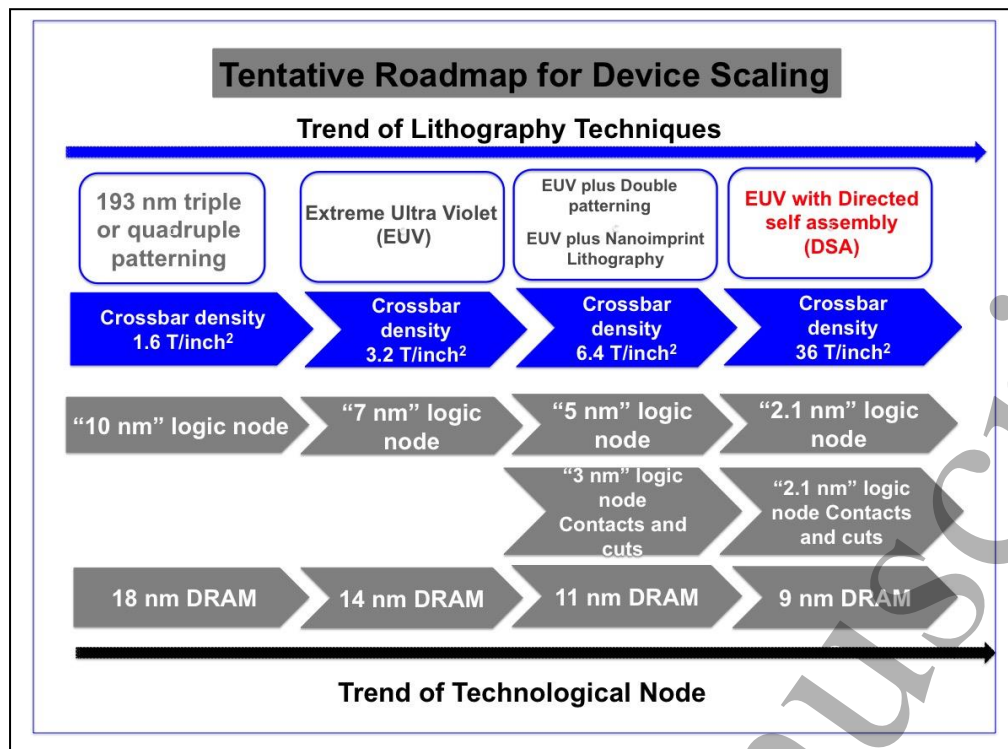 Tentative Roadmap for Device Scaling
Trend of Lithography Techniques
193 nm triple
or quadruple
patterning
Extreme Ultra Violet
(EUV)
EUV plus Double
patterning
EUV plus Nanoimprint
Lithography
EUV with Directed
self assembly
(DSA)
Crossbar density
1.6 T/inch²
Crossbar
density
3.2 T/inch²
Crossbar
density
6.4 T/inch²
Crossbar
density
36 T/inch²
“10 nm” logic node
“7 nm” logic
node
“5 nm” logic
node
“2.1 nm” logic
node
“3 nm” logic
node
Contacts and
cuts
“2.1 nm” logic
node Contacts
and cuts
18 nm DRAM
14 nm DRAM
11 nm DRAM
9 nm DRAM
Trend of Technological Node